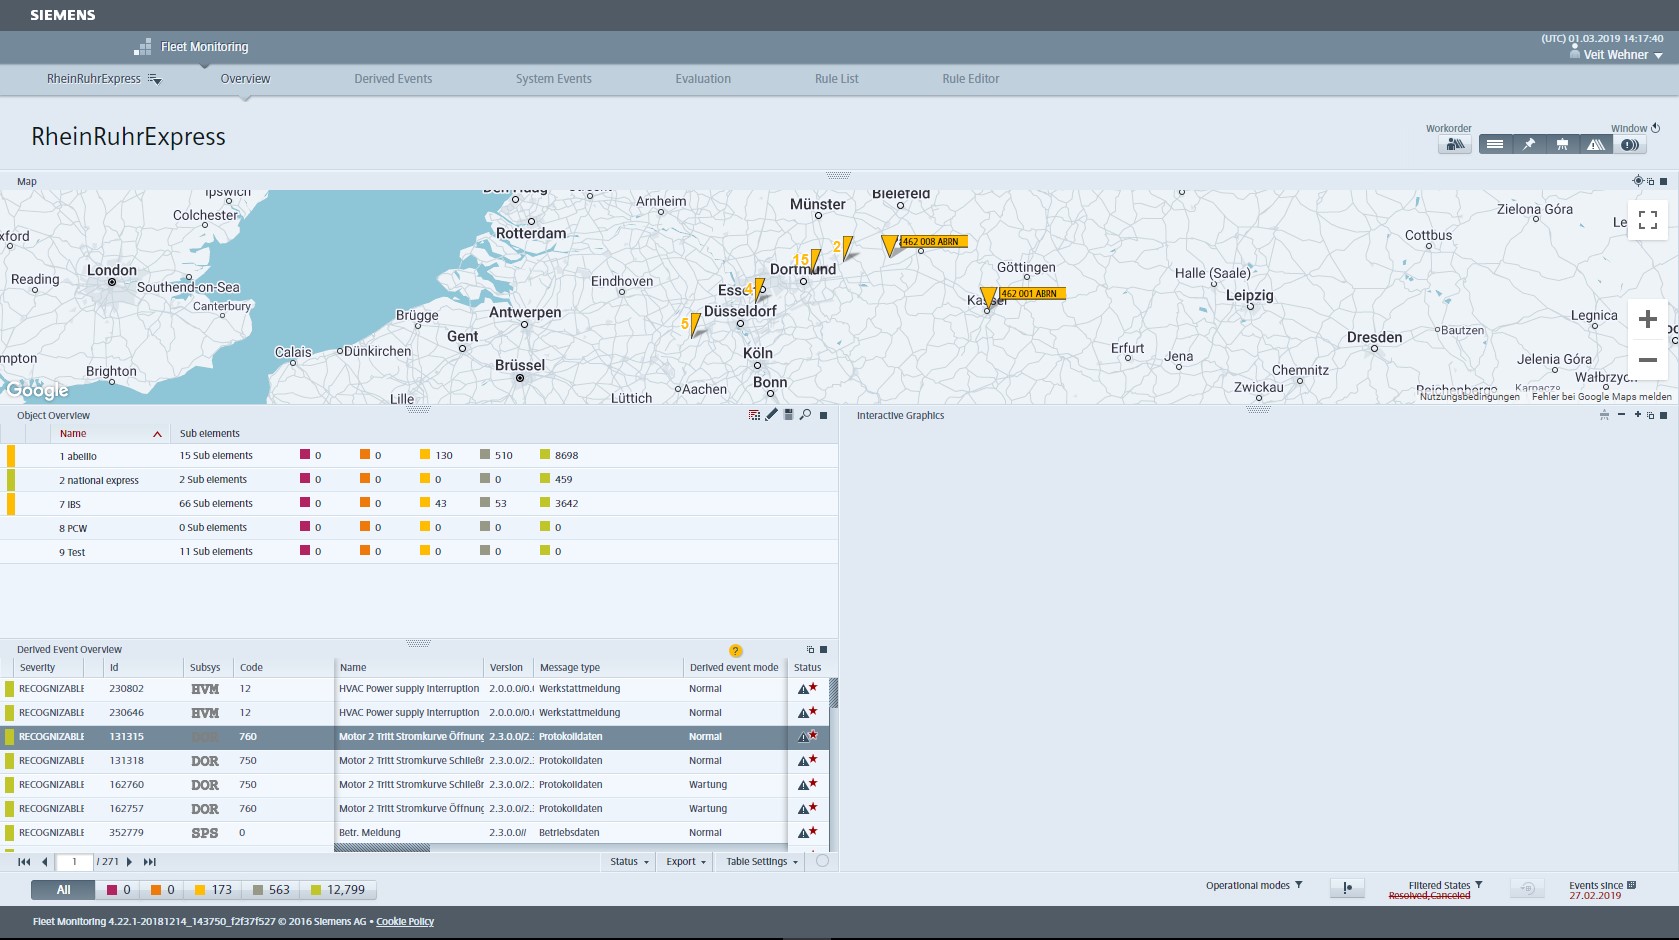 SIEMENS
Fleet Monitoring
(UTC) 01.03.2019 14:17:40
Veit Wehner
RheinRuhrExpress Overview Derived Events System Events Evaluation Rule List Rule Editor
RheinRuhrExpress
Workorder Window
Map
Ipswich Den Haag Arnheim Münster Bielefeld Zielona Góra
Colchester Rotterdam Cottbus
xford 2 462 008 ABRN
Reading London Southend-on-Sea Eindhoven 15 Dortmund Göttingen Halle (Saale) Leipzig
Canterbury Esse 4 Kassel 462 001 ABRN
Brügge Antwerpen 5 Düsseldorf Legnica
Gent Dresden Bautzen
mpton Calais Dünkirchen Köln Erfurt Jena Jelenia Góra
Brighton Brüssel Chemnitz
Google Lille Lüttich Aachen Bonn Zwickau Reichenberg Karpacz Wałbrzyc
Nutzungsbedingungen Fehler bei Google Maps melden
Object Overview Interactive Graphics
Name Sub elements
1 abellio 15 Sub elements 0 0 130 510 8698
2 national express 2 Sub elements 0 0 0 0 459
7 IBS 66 Sub elements 0 0 43 53 3642
8 PCW 0 Sub elements 0 0 0 0 0
9 Test 11 Sub elements 0 0 0 0 0
Derived Event Overview ?
Severity Id Subsys Code Name Version Message type Derived event mode Status
RECOGNIZABLE 230802 HVM 12 HVAC Power supply Interruption 2.0.0.0/0.( Werkstattmeldung Normal
RECOGNIZABLE 230646 HVM 12 HVAC Power supply Interruption 2.0.0.0/0.( Werkstattmeldung Normal
RECOGNIZABLE 131315 760 Motor 2 Tritt Stromkurve Öffnung 2.3.0.0/2.: Protokolldaten Normal
RECOGNIZABLE 131318 DOR 750 Motor 2 Tritt Stromkurve Schließr 2.3.0.0/2.: Protokolldaten Normal
RECOGNIZABLE 162760 DOR 750 Motor 2 Tritt Stromkurve Schließr 2.3.0.0/2.: Protokolldaten Wartung
RECOGNIZABLE 162757 DOR 760 Motor 2 Tritt Stromkurve Öffnung 2.3.0.0/2.: Protokolldaten Wartung
RECOGNIZABLE 352779 SPS 0 Betr. Meldung 2.3.0.0// Betriebsdaten Normal
1 / 271 Status Export Table Settings
All 0 0 173 563 12,799 Operational modes Filtered States Events since
Resolved,Canceled 27.02.2019
Fleet Monitoring 4.22.1-20181214_143750_f2f37f527 © 2016 Siemens AG • Cookie Policy